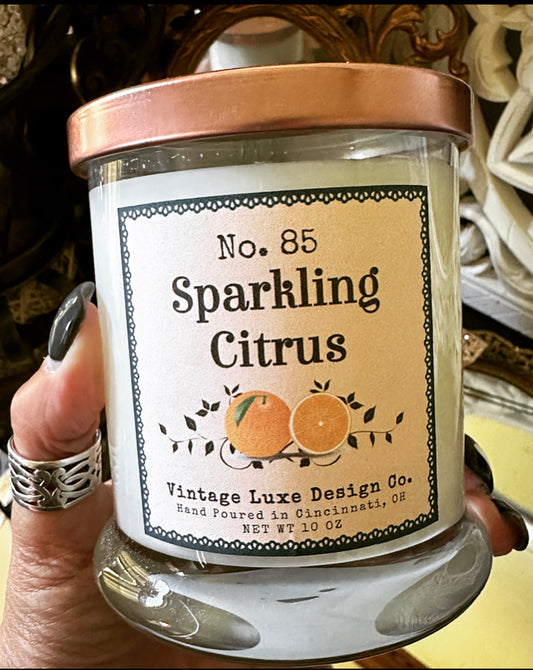 No. 85
Sparkling
Citrus
Vintage Luxe Design Co.
Hand Poured in Cincinnati, OH
NET WT 10 OZ